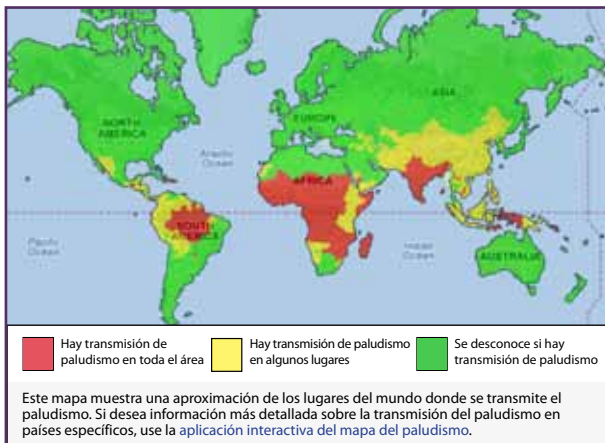 NORTH
AMERICA
EUROPE
ASIA
Ocean
AFRICA
SOUTH
AMERICA
Pacific
Ocean
Indian
Ocean
AUSTRALIA
Hay transmisión de
paludismo en toda el área
Hay transmisión de paludismo
en algunos lugares
Se desconoce si hay
transmisión de paludismo
Este mapa muestra una aproximación de los lugares del mundo donde se transmite el
paludismo. Si desea información más detallada sobre la transmisión del paludismo en
países específicos, use la aplicación interactiva del mapa del paludismo.